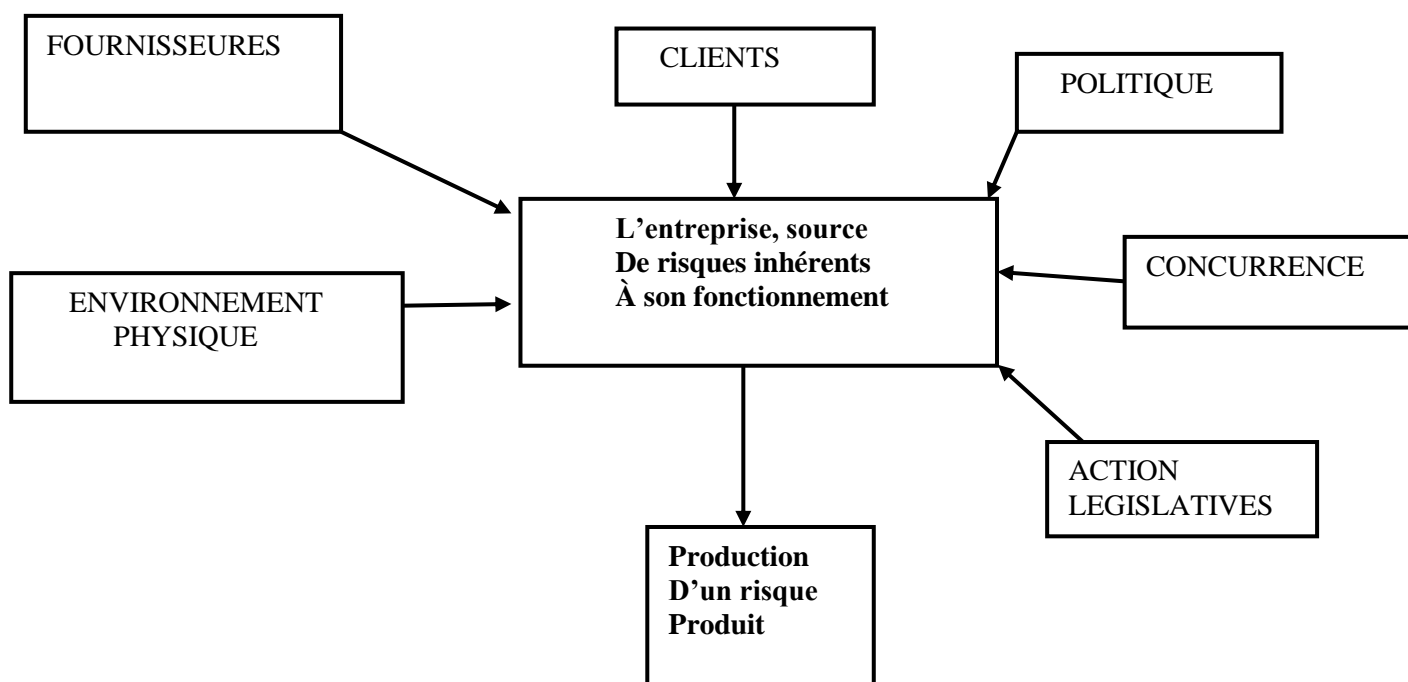 FOURNISSEURES
CLIENTS
POLITIQUE
L’entreprise, source
De risques inhérents
À son fonctionnement
CONCURRENCE
ENVIRONNEMENT
PHYSIQUE
ACTION
LEGISLATIVES
Production
D’un risque
Produit